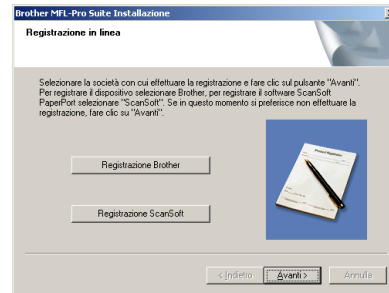 Brother MFL-Pro Suite Installazione
Registrazione in linea
Selezionare la società con cui effettuare la registrazione e fare clic sul pulsante "Avanti".
Per registrare il dispositivo selezionare Brother, per registrare il software ScanSoft
PaperPort selezionare "ScanSoft". Se in questo momento si preferisce non effettuare la
registrazione, fare clic su "Avanti".
Product Registration
Registrazione Brother
Registrazione ScanSoft
< Indietro
Avanti >
Annulla